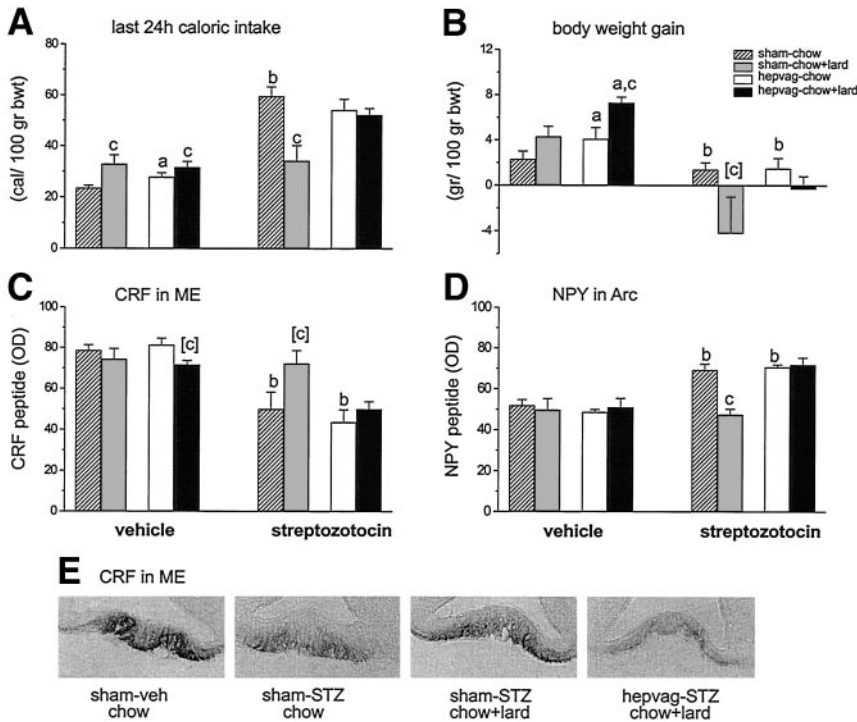 A last 24h caloric intake
(cal/ 100 gr bwt)
80
60
40
20
0
c
a
c
b
c
B body weight gain
(gr/ 100 gr bwt)
12
8
4
0
-4
sham-chow
sham-chow+lard
hepvag-chow
hepvag-chow+lard
a
a,c
b
[c]
b
C CRF in ME
CRF peptide (OD)
100
80
60
40
20
0
[c]
b
[c]
b
vehicle streptozotocin
D NPY in Arc
NPY peptide (OD)
100
80
60
40
20
0
b
c
b
vehicle streptozotocin
E CRF in ME
sham-veh
chow
sham-STZ
chow
sham-STZ
chow+lard
hepvag-STZ
chow+lard